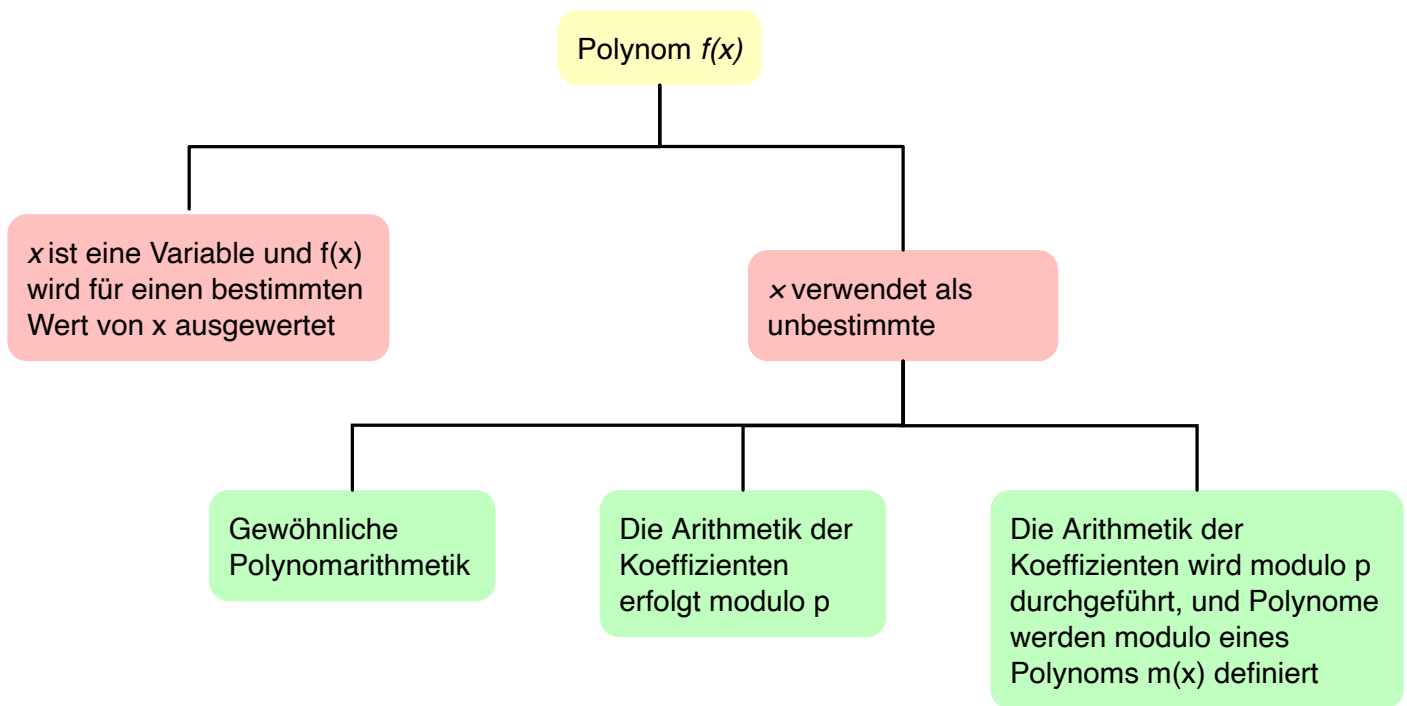 Polynom f(x)
x ist eine Variable und f(x)
wird für einen bestimmten
Wert von x ausgewertet
x verwendet als
unbestimmte
Gewöhnliche
Polynomarithmetik
Die Arithmetik der
Koeffizienten
erfolgt modulo p
Die Arithmetik der
Koeffizienten wird modulo p
durchgeführt, und Polynome
werden modulo eines
Polynoms m(x) definiert